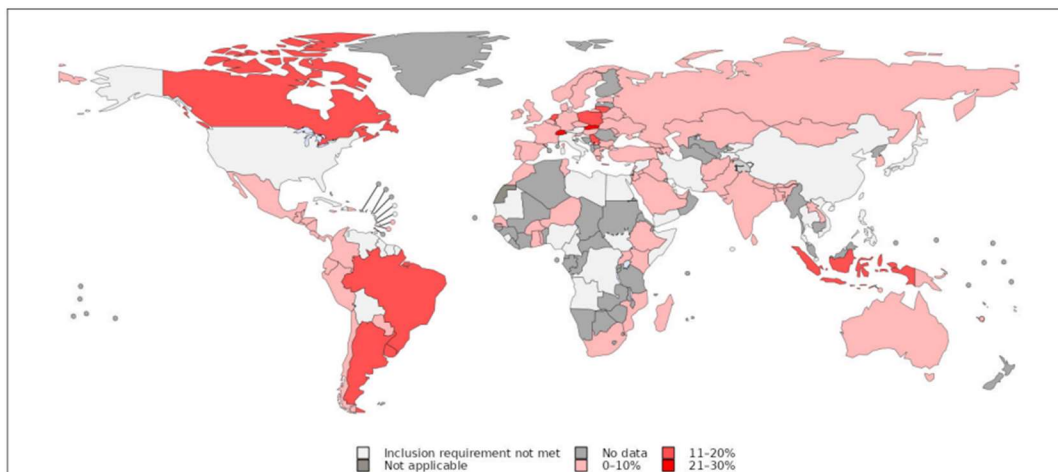 Inclusion requirement not met
No data
11–20%
Not applicable
0–10%
21–30%